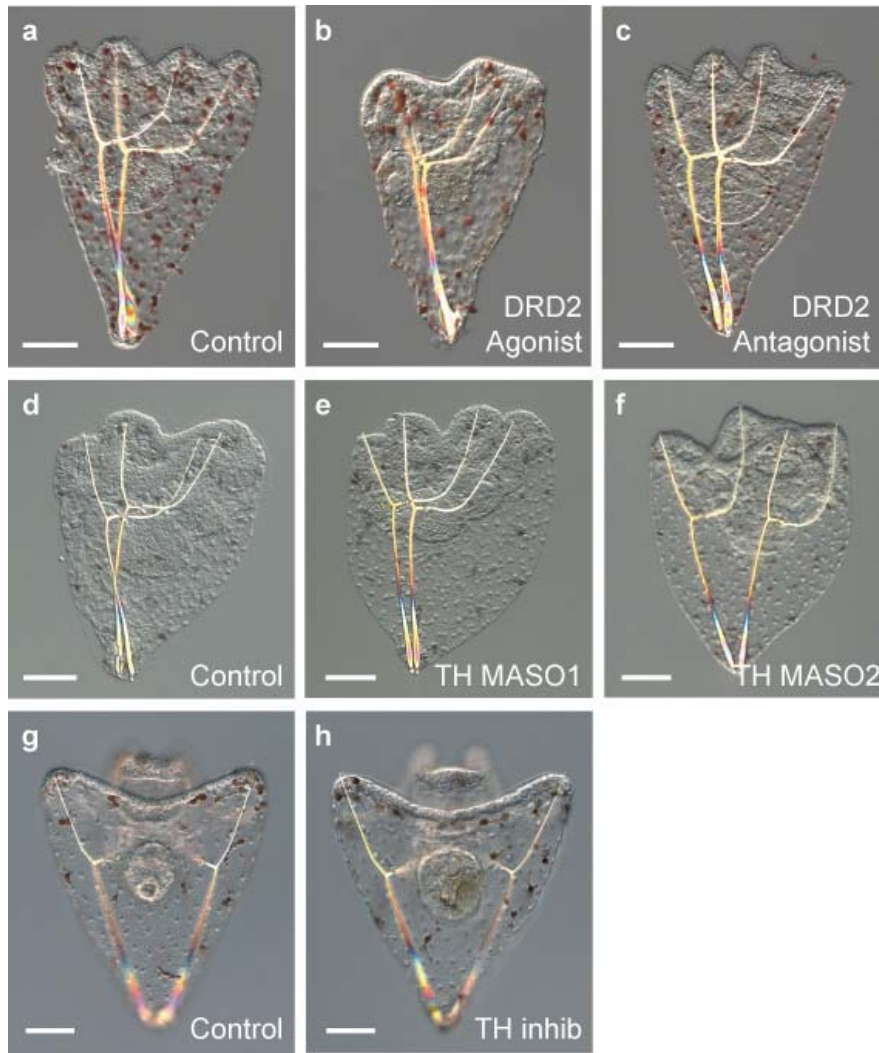 a
Control
b
DRD2
Agonist
c
DRD2
Antagonist
d
Control
e
TH MASO1
f
TH MASO2
g
Control
h
TH inhib